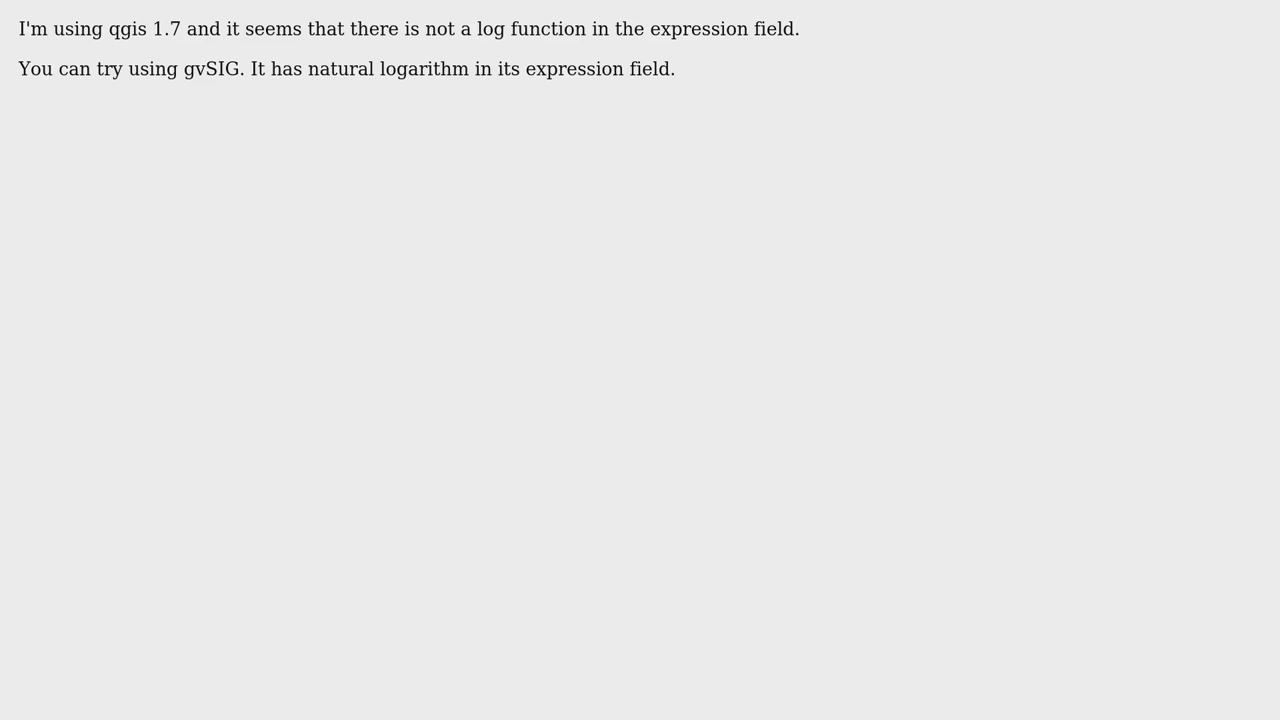 I'm using qgis 1.7 and it seems that there is not a log function in the expression field.
You can try using gvSIG. It has natural logarithm in its expression field.